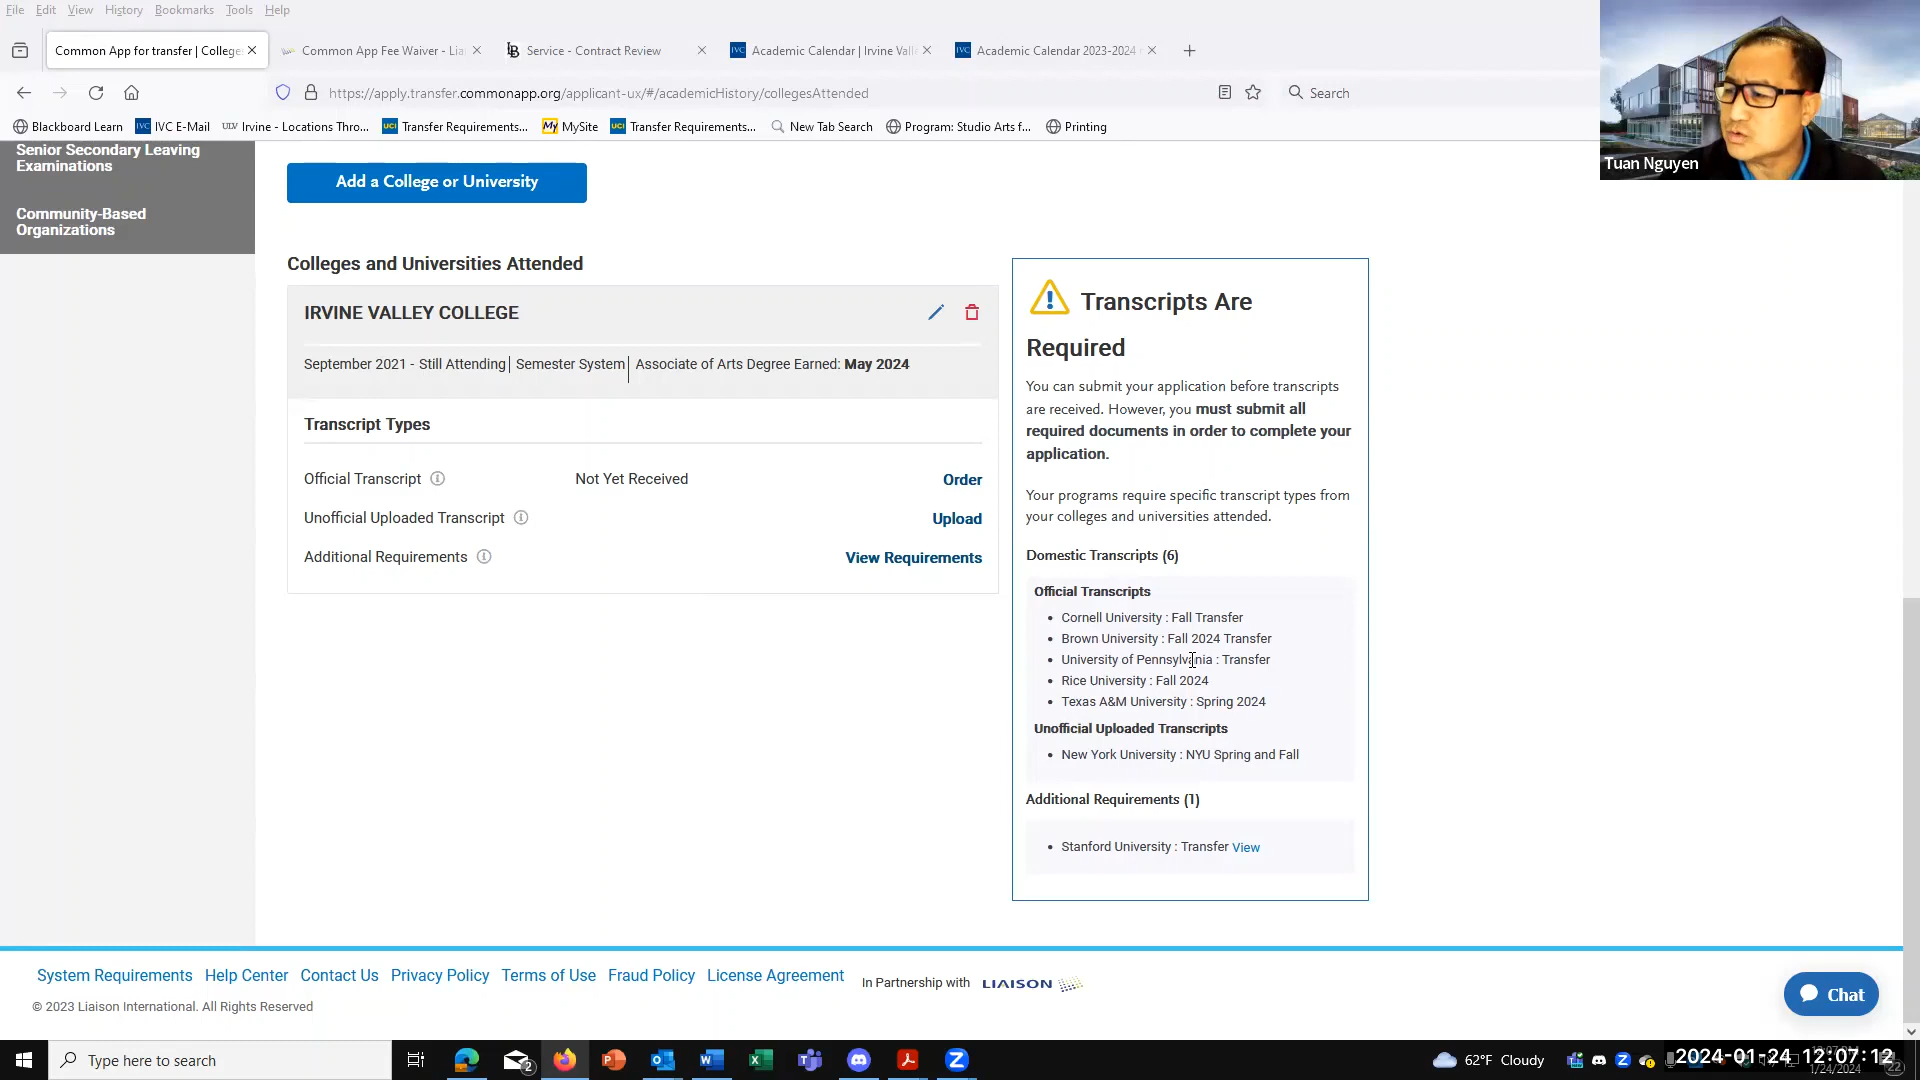 File Edit View History Bookmarks Tools Help
Common App for transfer | College
Common App Fee Waiver - Lia
Service - Contract Review
Academic Calendar | Irvine Vall
Academic Calendar 2023-2024
https://apply.transfer.commonapp.org/applicant-ux/#/academicHistory/collegesAttended
Search
Blackboard Learn
IVC E-Mail
Irvine - Locations Thro...
Transfer Requirements...
MySite
Transfer Requirements...
New Tab Search
Program: Studio Arts f...
Printing
Tuan Nguyen
Senior Secondary Leaving
Examinations
Community-Based
Organizations
Add a College or University
Colleges and Universities Attended
IRVINE VALLEY COLLEGE
September 2021 - Still Attending | Semester System | Associate of Arts Degree Earned: May 2024
Transcript Types
Official Transcript Not Yet Received Order
Unofficial Uploaded Transcript Upload
Additional Requirements View Requirements
Transcripts Are
Required
You can submit your application before transcripts
are received. However, you must submit all
required documents in order to complete your
application.
Your programs require specific transcript types from
your colleges and universities attended.
Domestic Transcripts (6)
Official Transcripts
• Cornell University : Fall Transfer
• Brown University : Fall 2024 Transfer
• University of Pennsylvania : Transfer
• Rice University : Fall 2024
• Texas A&M University : Spring 2024
Unofficial Uploaded Transcripts
• New York University : NYU Spring and Fall
Additional Requirements (1)
• Stanford University : Transfer View
System Requirements Help Center Contact Us Privacy Policy Terms of Use Fraud Policy License Agreement In Partnership with LIAISON
© 2023 Liaison International. All Rights Reserved
Chat
Type here to search
62°F Cloudy
2024-01-24 12:07:12
1/24/2024